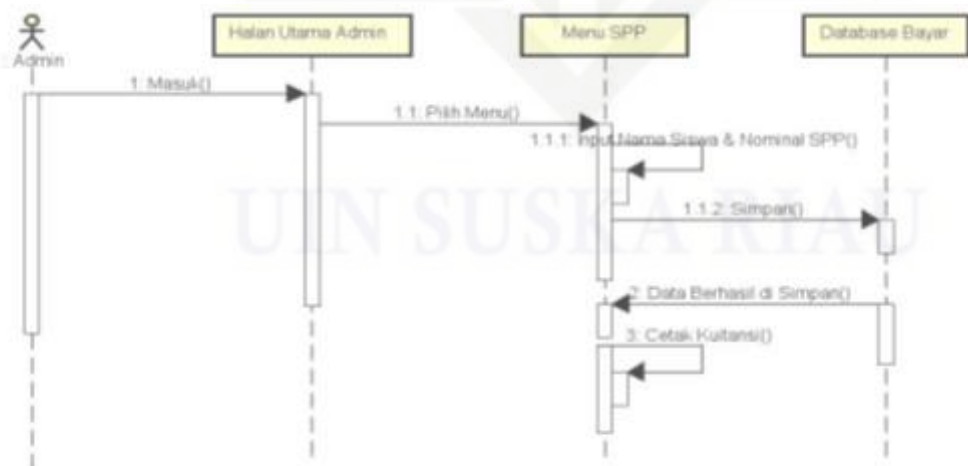 Halan Utama Admin
Menu SPP
Database Bayar
Admin
1: Masuk()
1.1: Pilih Menu()
1.1.1: Input Nama Siswa & Nominal SPP()
1.1.2: Simpan()
2: Data Berhasil di Simpan()
3: Cetak Kuitansi()
UIN SUSKA RIAU